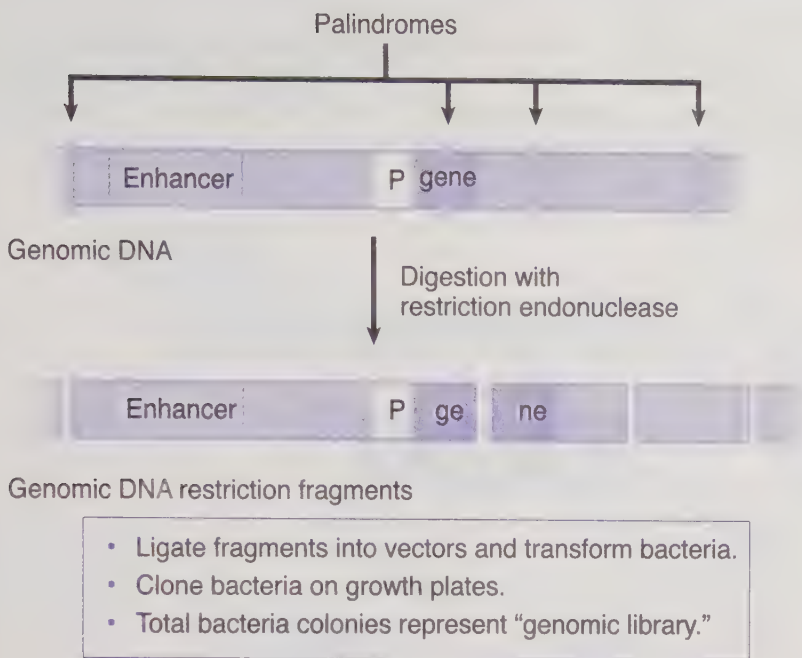 Palindromes
Enhancer P gene
Genomic DNA
Digestion with
restriction endonuclease
Enhancer P ge ne
Genomic DNA restriction fragments
• Ligate fragments into vectors and transform bacteria.
• Clone bacteria on growth plates.
• Total bacteria colonies represent “genomic library.”